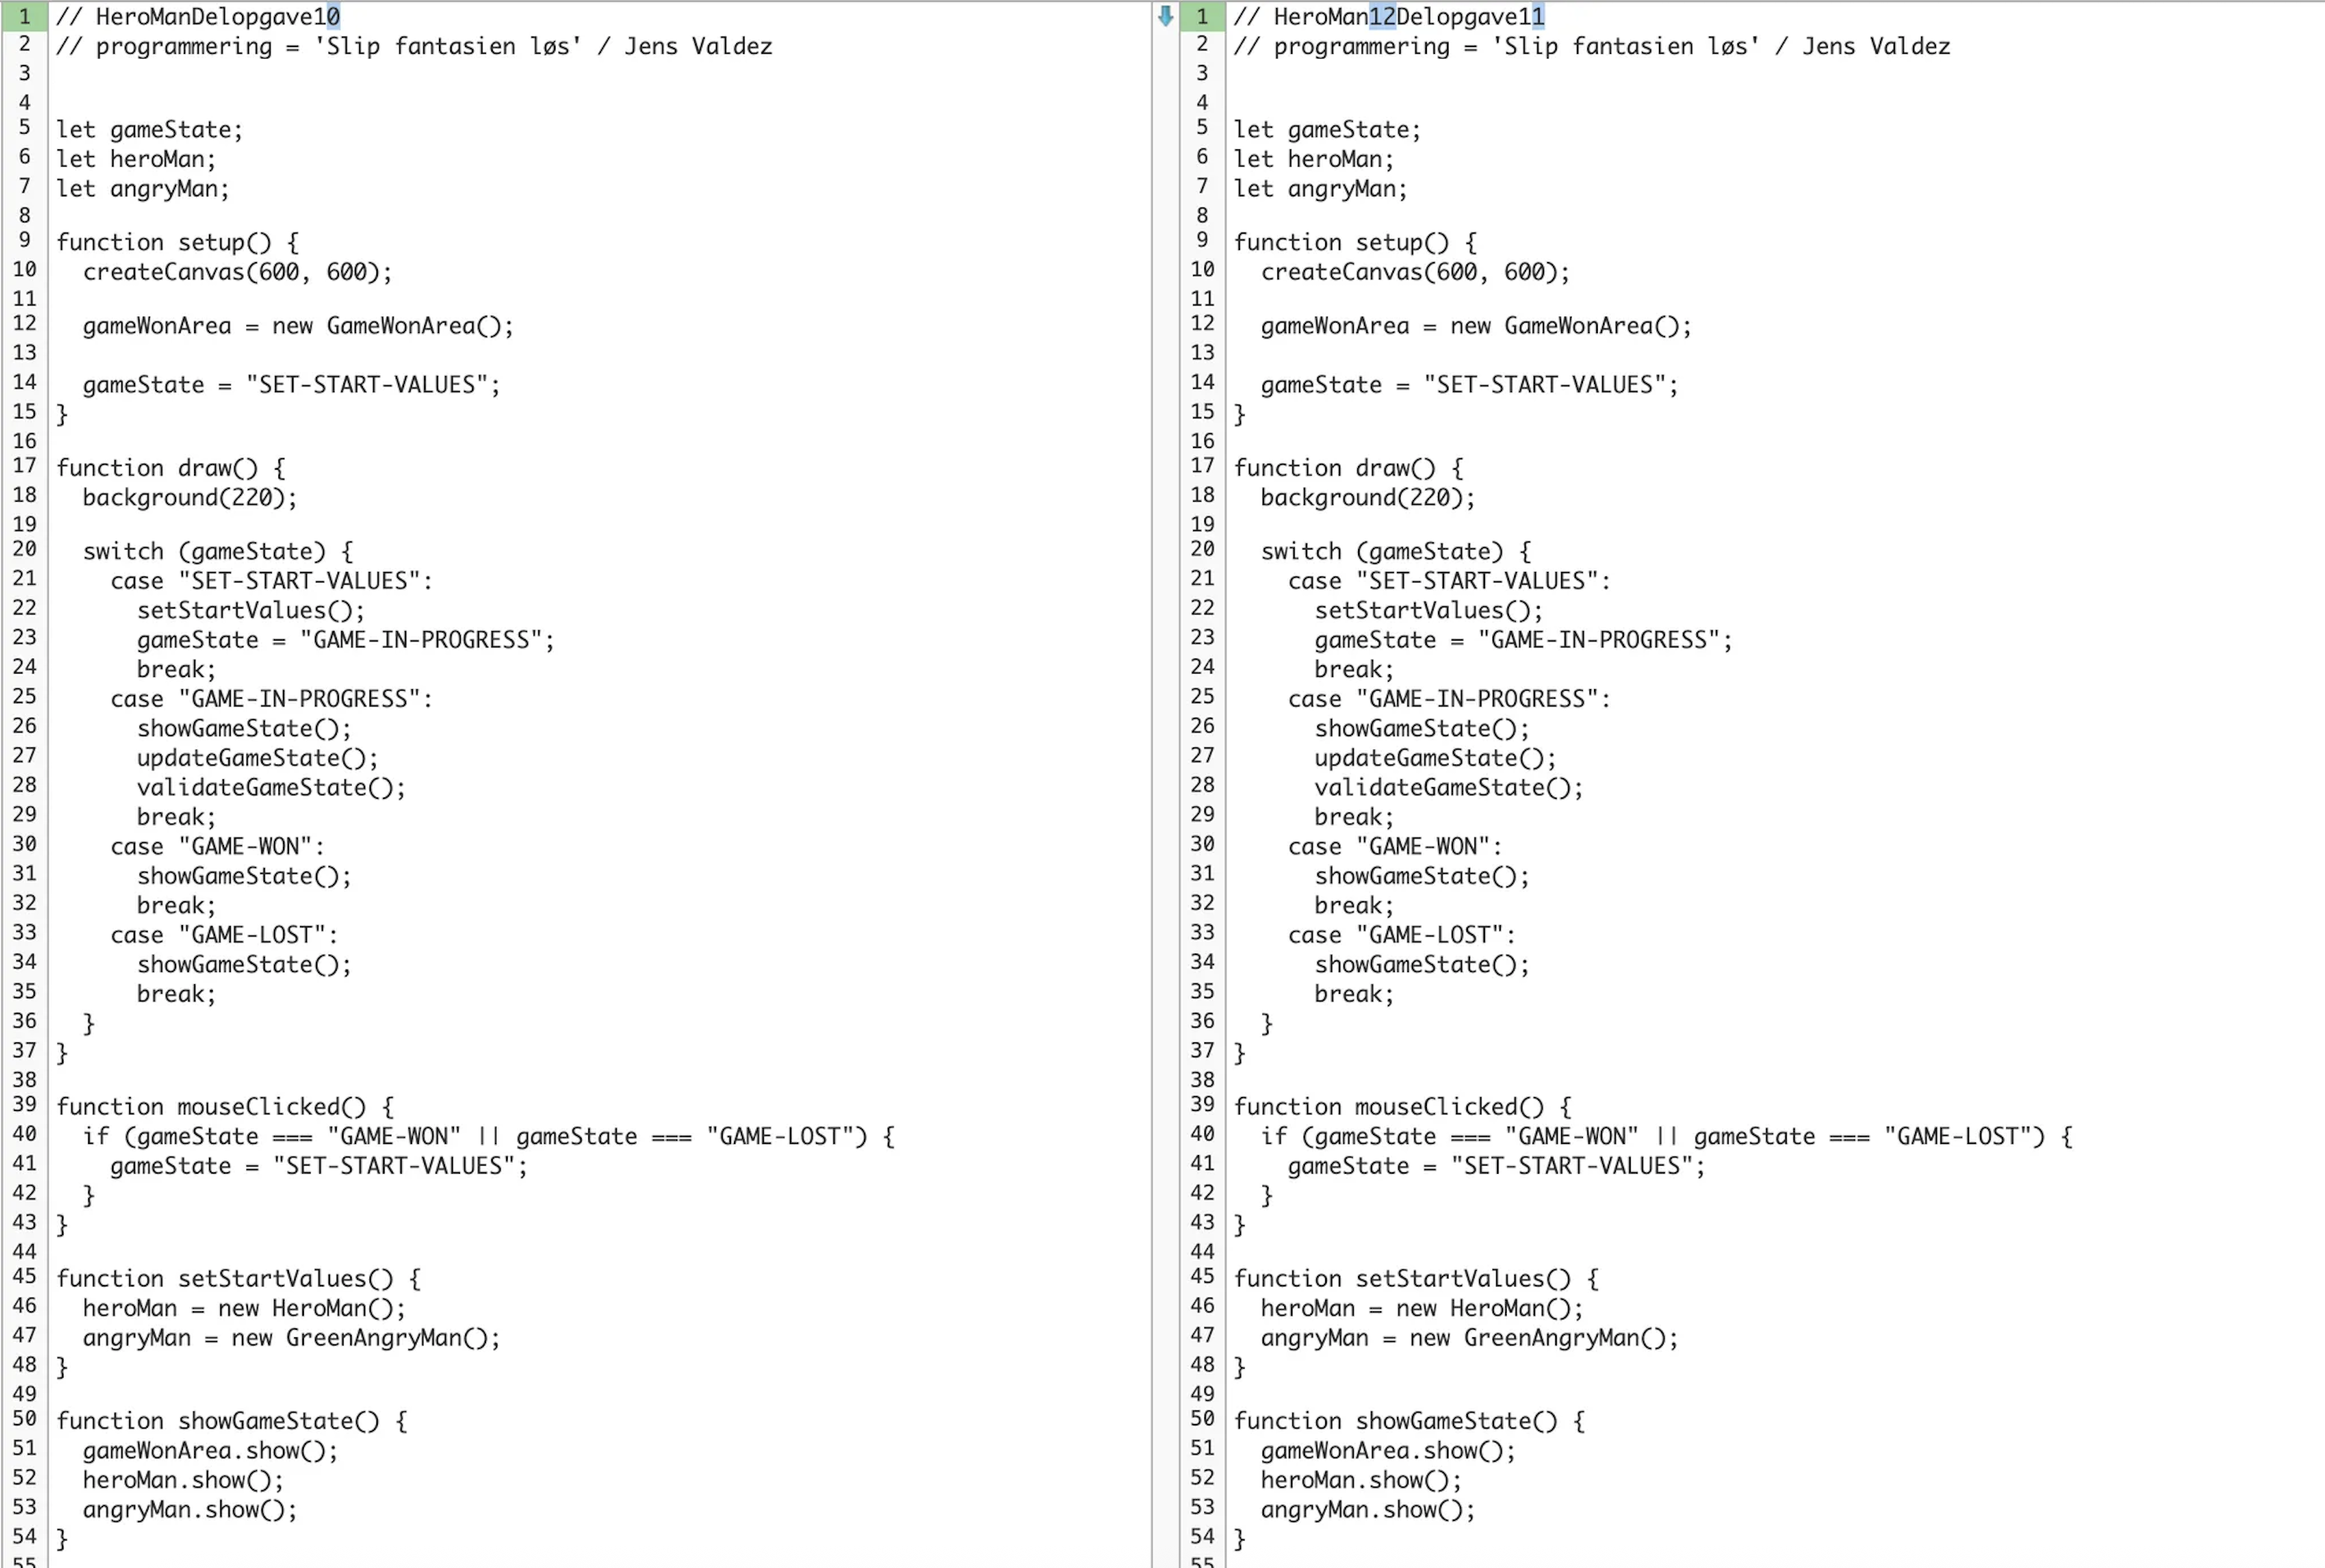 1 // HeroManDelopgave10
2 // programmering = 'Slip fantasien løs' / Jens Valdez
3
4
5 let gameState;
6 let heroMan;
7 let angryMan;
8
9 function setup() {
10   createCanvas(600, 600);
11
12   gameWonArea = new GameWonArea();
13
14   gameState = "SET-START-VALUES";
15 }
16
17 function draw() {
18   background(220);
19
20   switch (gameState) {
21     case "SET-START-VALUES":
22       setStartValues();
23       gameState = "GAME-IN-PROGRESS";
24       break;
25     case "GAME-IN-PROGRESS":
26       showGameState();
27       updateGameState();
28       validateGameState();
29       break;
30     case "GAME-WON":
31       showGameState();
32       break;
33     case "GAME-LOST":
34       showGameState();
35       break;
36   }
37 }
38
39 function mouseClicked() {
40   if (gameState === "GAME-WON" || gameState === "GAME-LOST") {
41     gameState = "SET-START-VALUES";
42   }
43 }
44
45 function setStartValues() {
46   heroMan = new HeroMan();
47   angryMan = new GreenAngryMan();
48 }
49
50 function showGameState() {
51   gameWonArea.show();
52   heroMan.show();
53   angryMan.show();
54 }
55
1 // HeroMan12Delopgave11
2 // programmering = 'Slip fantasien løs' / Jens Valdez
3
4
5 let gameState;
6 let heroMan;
7 let angryMan;
8
9 function setup() {
10   createCanvas(600, 600);
11
12   gameWonArea = new GameWonArea();
13
14   gameState = "SET-START-VALUES";
15 }
16
17 function draw() {
18   background(220);
19
20   switch (gameState) {
21     case "SET-START-VALUES":
22       setStartValues();
23       gameState = "GAME-IN-PROGRESS";
24       break;
25     case "GAME-IN-PROGRESS":
26       showGameState();
27       updateGameState();
28       validateGameState();
29       break;
30     case "GAME-WON":
31       showGameState();
32       break;
33     case "GAME-LOST":
34       showGameState();
35       break;
36   }
37 }
38
39 function mouseClicked() {
40   if (gameState === "GAME-WON" || gameState === "GAME-LOST") {
41     gameState = "SET-START-VALUES";
42   }
43 }
44
45 function setStartValues() {
46   heroMan = new HeroMan();
47   angryMan = new GreenAngryMan();
48 }
49
50 function showGameState() {
51   gameWonArea.show();
52   heroMan.show();
53   angryMan.show();
54 }
55